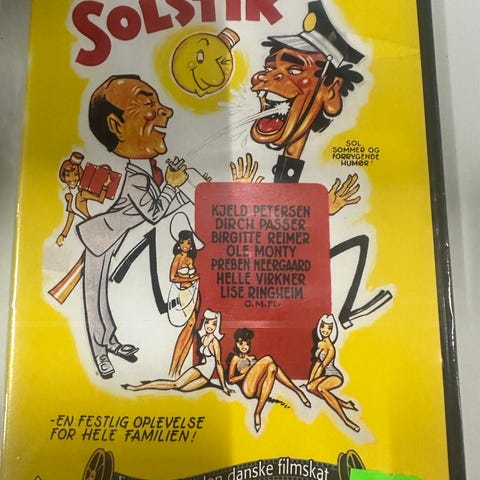 SOLSTIK
SOL
SOMMER OG
FORRYGENDE
HUMØR!
KJELD PETERSEN
DIRCH PASSER
BIRGITTE REIMER
OLE MONTY
PREBEN NEERGAARD
HELLE VIRKNER
LISE RINGHEIM
O.M.FL.
-EN FESTLIG OPLEVELSE
FOR HELE FAMILIEN!
den danske filmskat